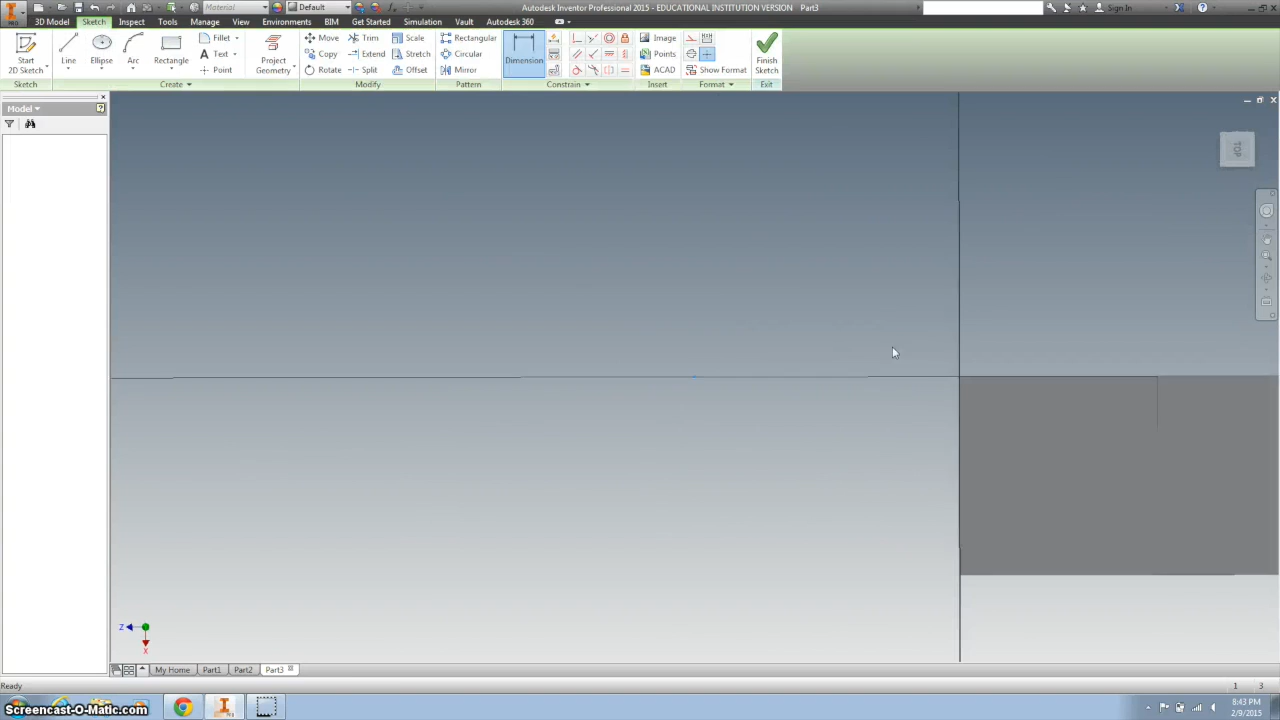 Material Default Autodesk Inventor Professional 2015 - EDUCATIONAL INSTITUTION VERSION Part3 Sign In
PRO 3D Model Sketch Inspect Tools Manage View Environments BIM Get Started Simulation Vault Autodesk 360
Start 2D Sketch Line Ellipse Arc Rectangle Fillet Text Point Project Geometry Move Copy Rotate Trim Extend Split Scale Stretch Offset Rectangular Circular Mirror Dimension Image Points ACAD Show Format Finish Sketch
Sketch Create Modify Pattern Constrain Insert Format Exit
Model
TOP
Z
X
My Home Part1 Part2 Part3
Ready 1 3
Screencast-O-Matic.com 8:43 PM
2/9/2015